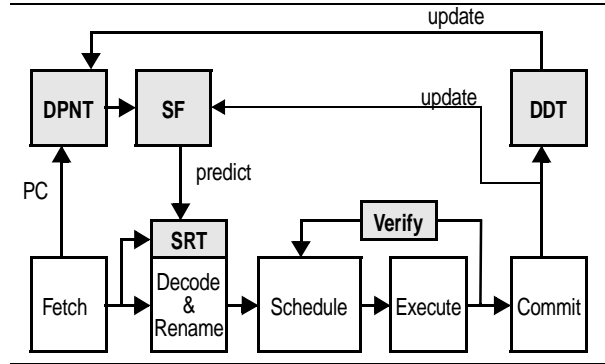 update
DPNT
SF
update
DDT
PC
predict
SRT
Verify
Fetch
Decode
&
Rename
Schedule
Execute
Commit